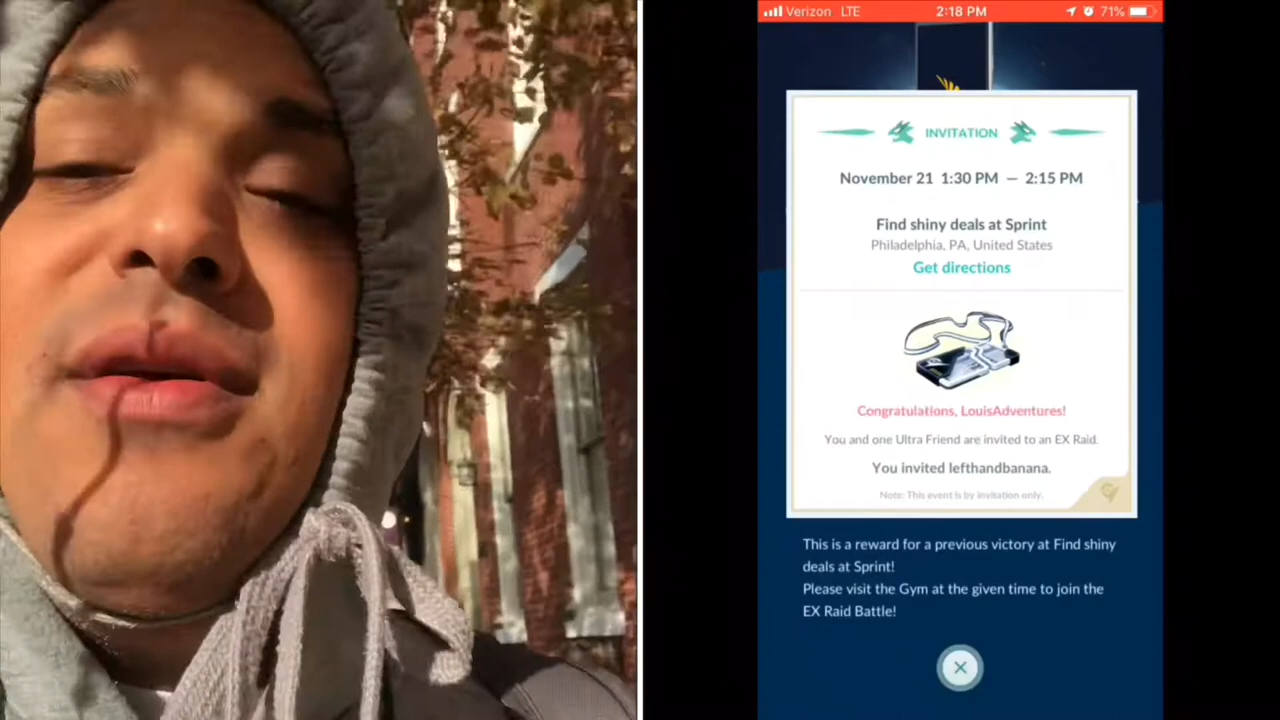 Verizon LTE 2:18 PM 71%
INVITATION
November 21 1:30 PM — 2:15 PM
Find shiny deals at Sprint
Philadelphia, PA, United States
Get directions
Congratulations, LouisAdventures!
You and one Ultra Friend are invited to an EX Raid.
You invited lefthandbanana.
Note: This event is by invitation only.
This is a reward for a previous victory at Find shiny
deals at Sprint!
Please visit the Gym at the given time to join the
EX Raid Battle!